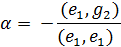 α = − (e₁, g₂) / (e₁, e₁)